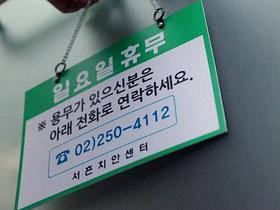 일요일 휴무
※ 용무가 있으신분은
아래 전화로 연락하세요.
☎ 02)250-4112
서흔치안센터